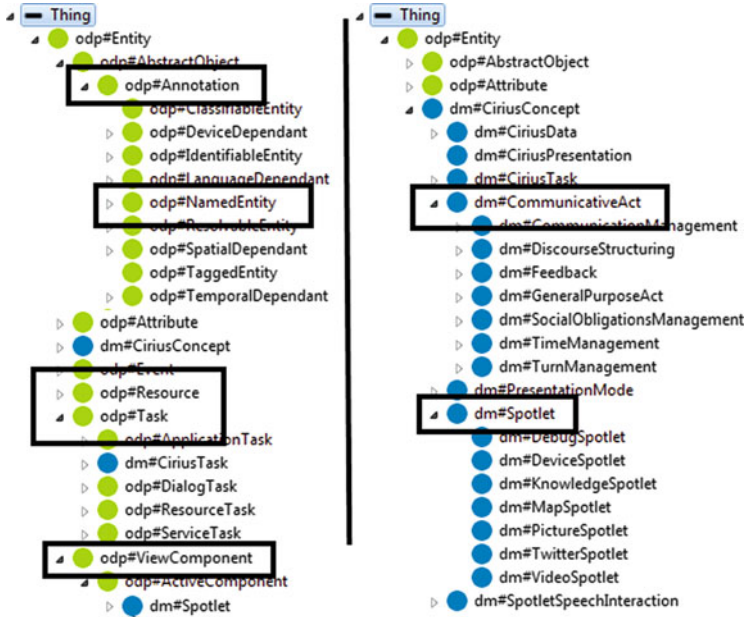 Thing
odp#Entity
odp#AbstractObject
odp#Annotation
odp#ClassifiableEntity
odp#DeviceDependant
odp#IdentifiableEntity
odp#LanguageDependant
odp#NamedEntity
odp#ResolvableEntity
odp#SpatialDependant
odp#TaggedEntity
odp#TemporalDependant
odp#Attribute
dm#CiriusConcept
odp#Event
odp#Resource
odp#Task
odp#ApplicationTask
dm#CiriusTask
odp#DialogTask
odp#ResourceTask
odp#ServiceTask
odp#ViewComponent
odp#ActiveComponent
dm#Spotlet
Thing
odp#Entity
odp#AbstractObject
odp#Attribute
dm#CiriusConcept
dm#CiriusData
dm#CiriusPresentation
dm#CiriusTask
dm#CommunicativeAct
dm#CommunicationManagement
dm#DiscourseStructuring
dm#Feedback
dm#GeneralPurposeAct
dm#SocialObligationsManagement
dm#TimeManagement
dm#TurnManagement
dm#PresentationMode
dm#Spotlet
dm#DebugSpotlet
dm#DeviceSpotlet
dm#KnowledgeSpotlet
dm#MapSpotlet
dm#PictureSpotlet
dm#TwitterSpotlet
dm#VideoSpotlet
dm#SpotletSpeechInteraction